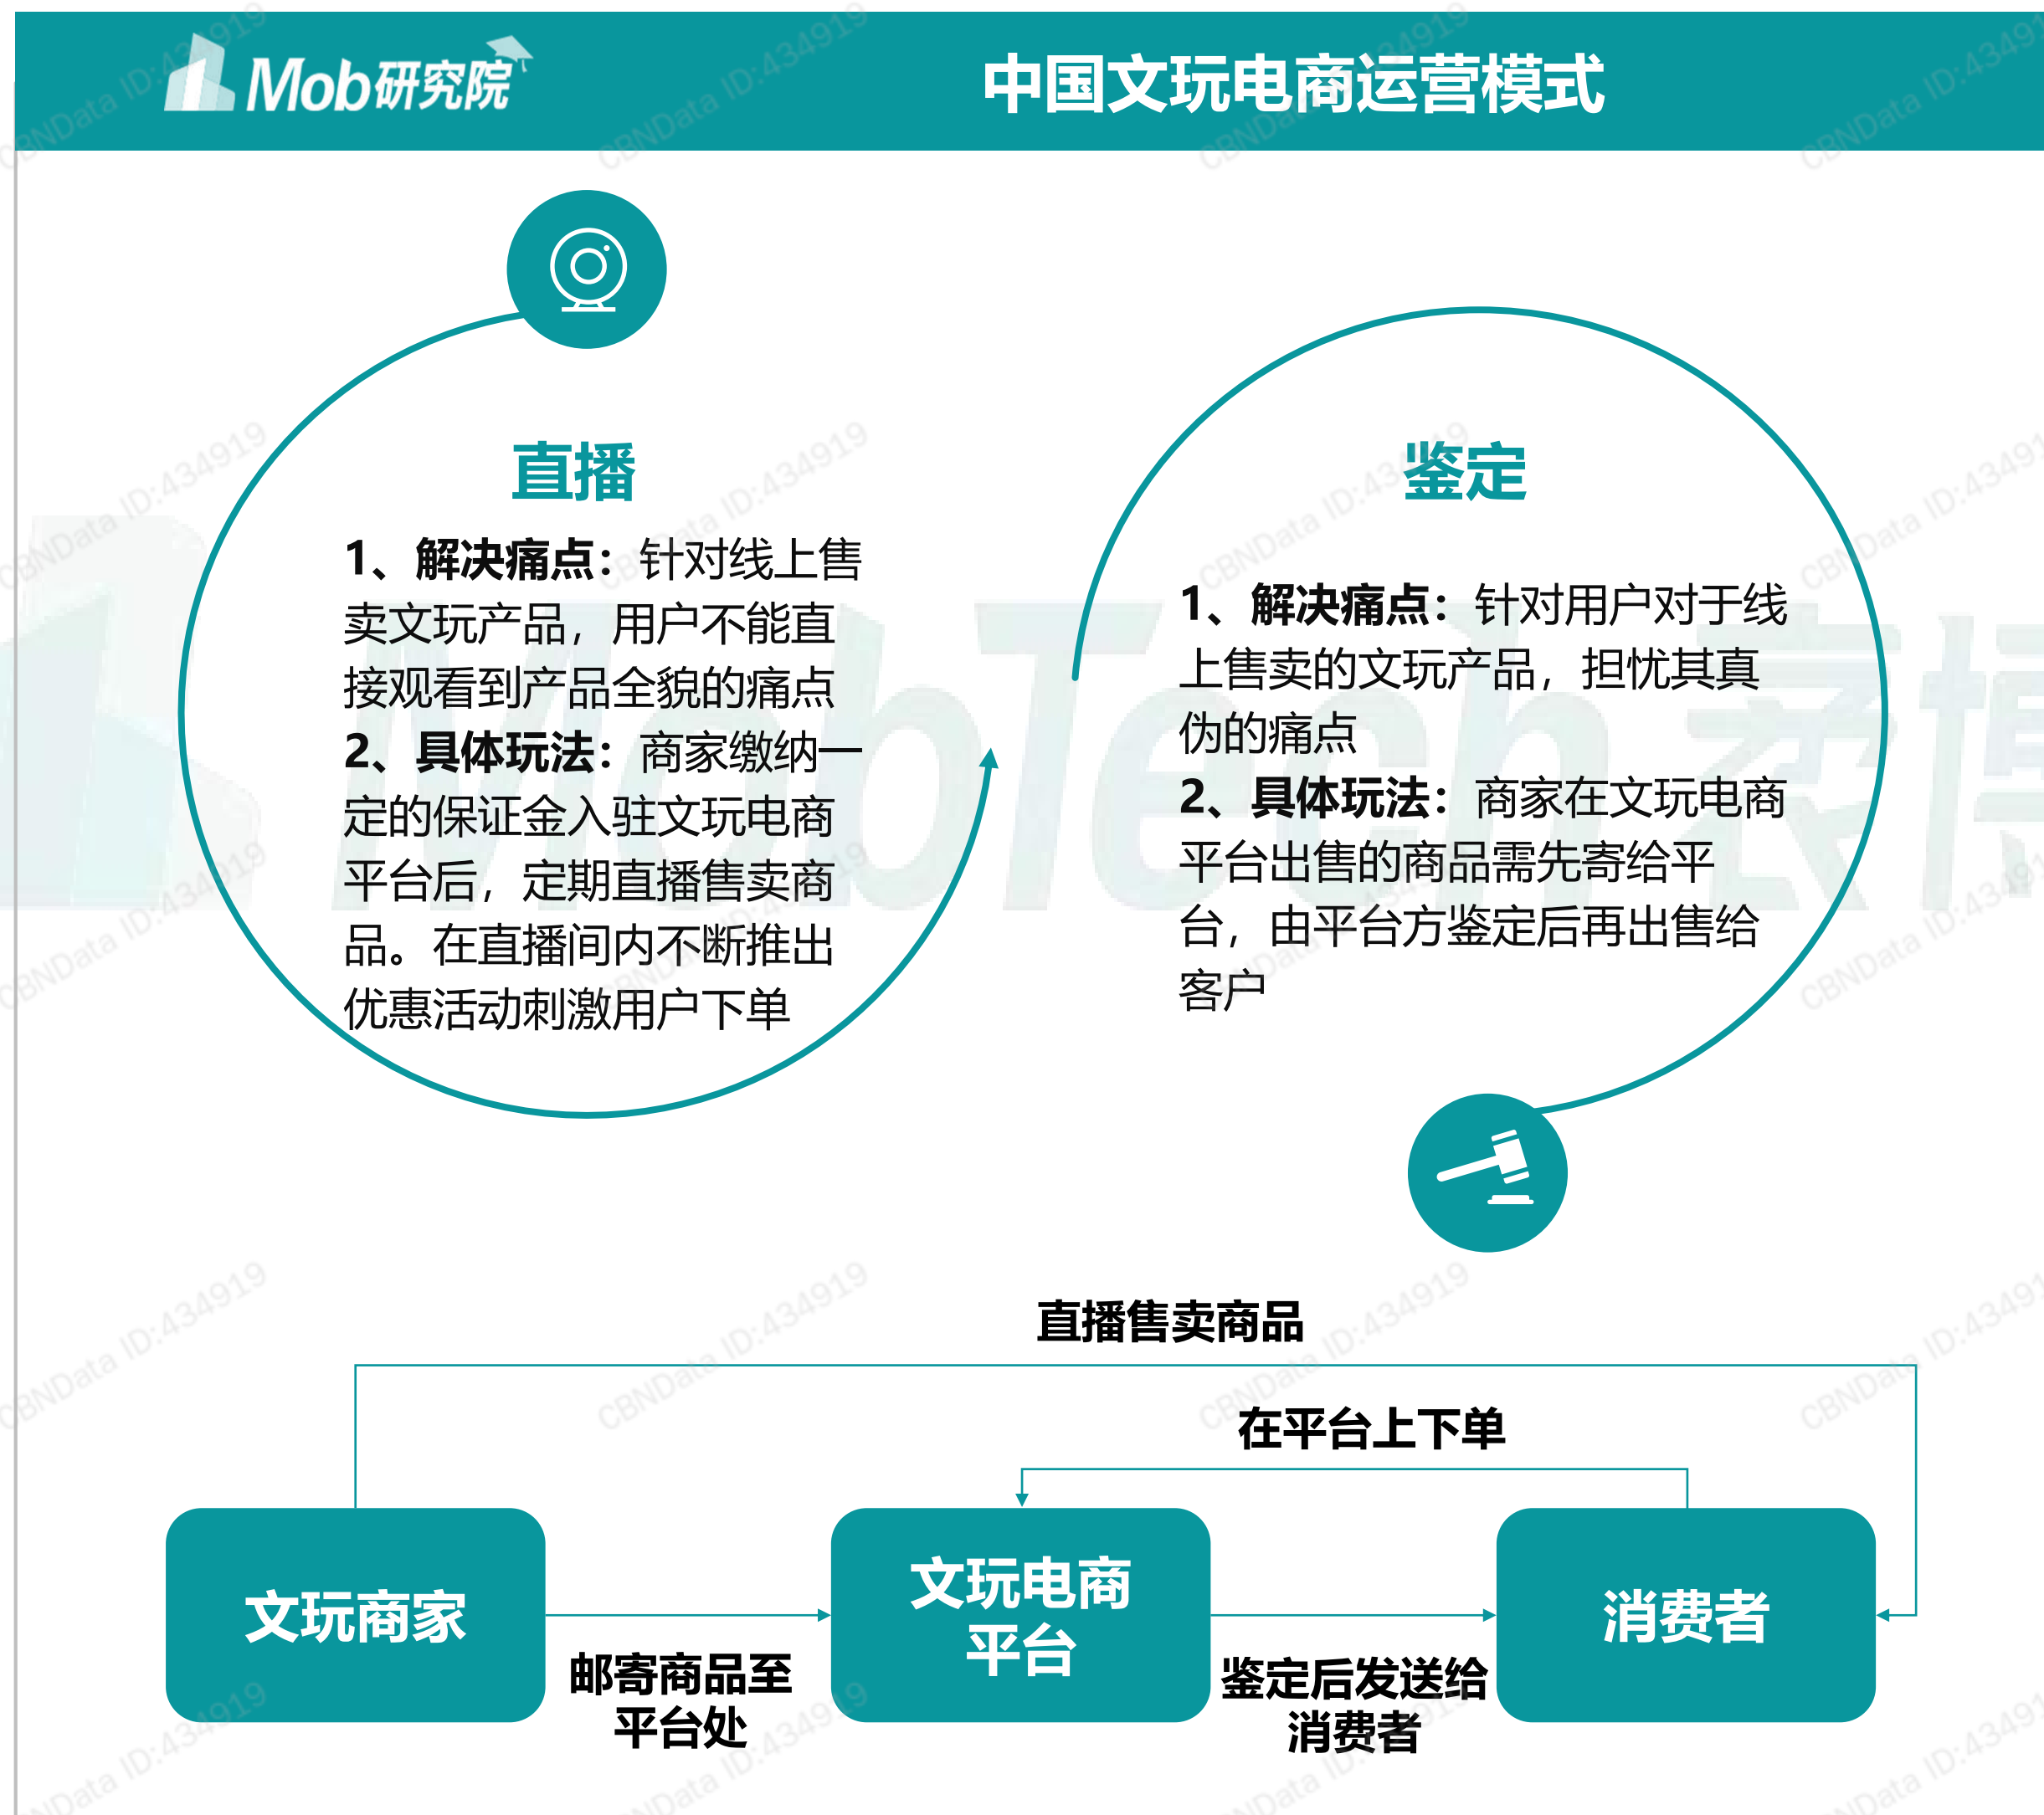 Mob研究院
中国文玩电商运营模式
直播
1、解决痛点：针对线上售
卖文玩产品，用户不能直
接观看到产品全貌的痛点
2、具体玩法：商家缴纳一
定的保证金入驻文玩电商
平台后，定期直播售卖商
品。在直播间内不断推出
优惠活动刺激用户下单
鉴定
1、解决痛点：针对用户对于线
上售卖的文玩产品，担忧其真
伪的痛点
2、具体玩法：商家在文玩电商
平台出售的商品需先寄给平
台，由平台方鉴定后再出售给
客户
MobTech 袤博
直播售卖商品
在平台上下单
文玩商家
邮寄商品至
平台处
文玩电商
平台
鉴定后发送给
消费者
消费者
CBNData ID:434919